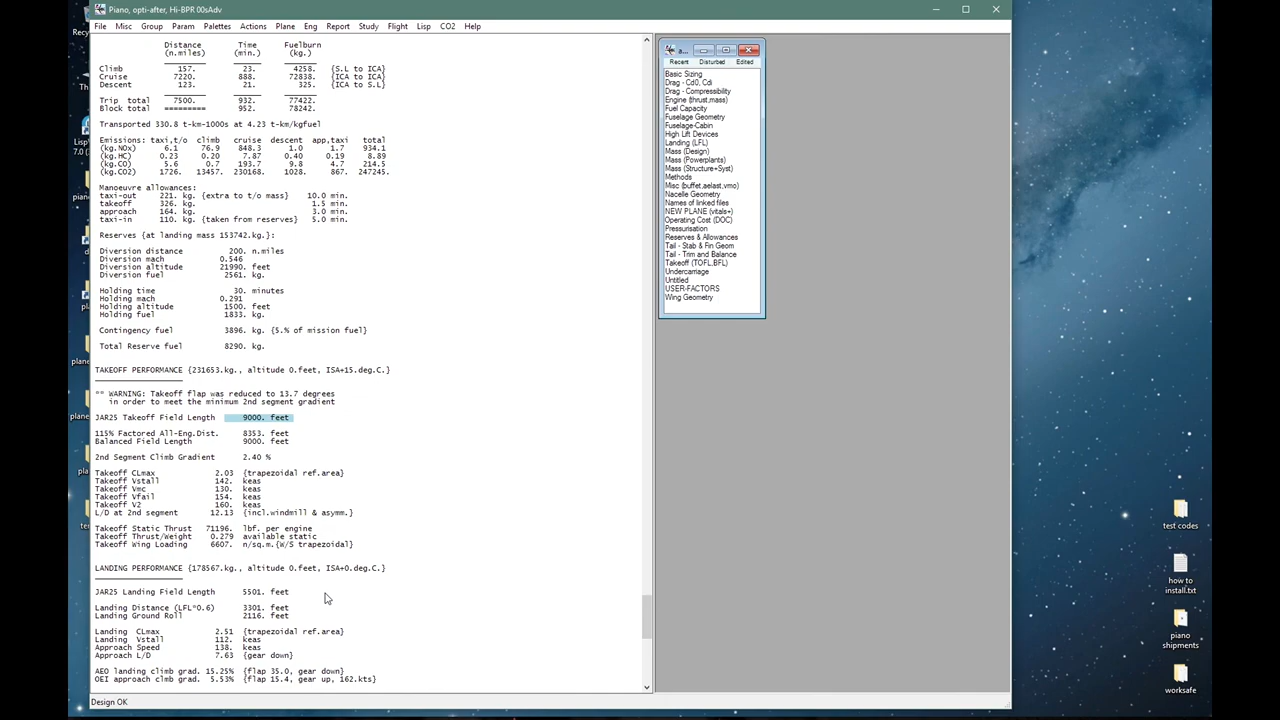 Piano, opti-after, Hi-BPR 00sAdv
File Misc Group Param Palettes Actions Plane Eng Report Study Flight Lisp CO2 Help
Distance Time Fuelburn
(n.miles) (min.) (kg.)
Climb 157. 23. 4258. {S.L to ICA}
Cruise 7220. 888. 72838. {ICA to ICA}
Descent 123. 21. 325. {ICA to S.L}
Trip total 7500. 932. 77422.
Block total ========= 952. 78242.
Transported 330.8 t-km-1000s at 4.23 t-km/kgfuel
Emissions: taxi,t/o climb cruise descent app,taxi total
(kg.NOx) 6.1 76.9 848.3 1.0 1.7 934.1
(kg.HC) 0.23 0.20 7.87 0.40 0.19 8.89
(kg.CO) 5.6 0.7 193.7 9.8 4.7 214.5
(kg.CO2) 1726. 13457. 230168. 1028. 867. 247245.
Manoeuvre allowances:
taxi-out 221. kg. {extra to t/o mass} 10.0 min.
takeoff 326. kg. 1.5 min.
approach 164. kg. 3.0 min.
taxi-in 110. kg. {taken from reserves} 5.0 min.
Reserves {at landing mass 153742.kg.}:
Diversion distance 200. n.miles
Diversion mach 0.546
Diversion altitude 21990. feet
Diversion fuel 2561. kg.
Holding time 30. minutes
Holding mach 0.291
Holding altitude 1500. feet
Holding fuel 1833. kg.
Contingency fuel 3896. kg. {5.% of mission fuel}
Total Reserve fuel 8290. kg.
TAKEOFF PERFORMANCE {231653.kg., altitude 0.feet, ISA+15.deg.C.}
** WARNING: Takeoff flap was reduced to 13.7 degrees
in order to meet the minimum 2nd segment gradient
JAR25 Takeoff Field Length 9000. feet
115% Factored All-Eng.Dist. 8353. feet
Balanced Field Length 9000. feet
2nd Segment Climb Gradient 2.40 %
Takeoff CLmax 2.03 {trapezoidal ref.area}
Takeoff Vstall 142. keas
Takeoff Vmc 130. keas
Takeoff Vfail 154. keas
Takeoff V2 160. keas
L/D at 2nd segment 12.13 {incl.windmill & asymm.}
Takeoff Static Thrust 71196. lbf. per engine
Takeoff Thrust/Weight 0.279 available static
Takeoff Wing Loading 6607. n/sq.m.{W/S trapezoidal}
LANDING PERFORMANCE {178567.kg., altitude 0.feet, ISA+0.deg.C.}
JAR25 Landing Field Length 5501. feet
Landing Distance (LFL*0.6) 3301. feet
Landing Ground Roll 2116. feet
Landing CLmax 2.51 {trapezoidal ref.area}
Landing Vstall 112. keas
Approach Speed 138. keas
Approach L/D 7.63 {gear down}
AEO landing climb grad. 15.25% {flap 35.0, gear down}
OEI approach climb grad. 5.53% {flap 15.4, gear up, 162.kts}
Design OK
a...
Recent Disturbed Edited
Basic Sizing
Drag - Cd0, Cdi
Drag - Compressibility
Engine (thrust,mass)
Fuel Capacity
Fuselage Geometry
Fuselage-Cabin
High Lift Devices
Landing (LFL)
Mass (Design)
Mass (Powerplants)
Mass (Structure+Syst)
Methods
Misc (buffet,aelast,vmo)
Nacelle Geometry
Names of linked files
NEW PLANE (vitals+)
Operating Cost (DOC)
Pressurisation
Reserves & Allowances
Tail - Stab & Fin Geom
Tail - Trim and Balance
Takeoff (TOFL,BFL)
Undercarriage
Untitled
USER-FACTORS
Wing Geometry
test codes
how to
install.txt
piano
shipments
worksafe